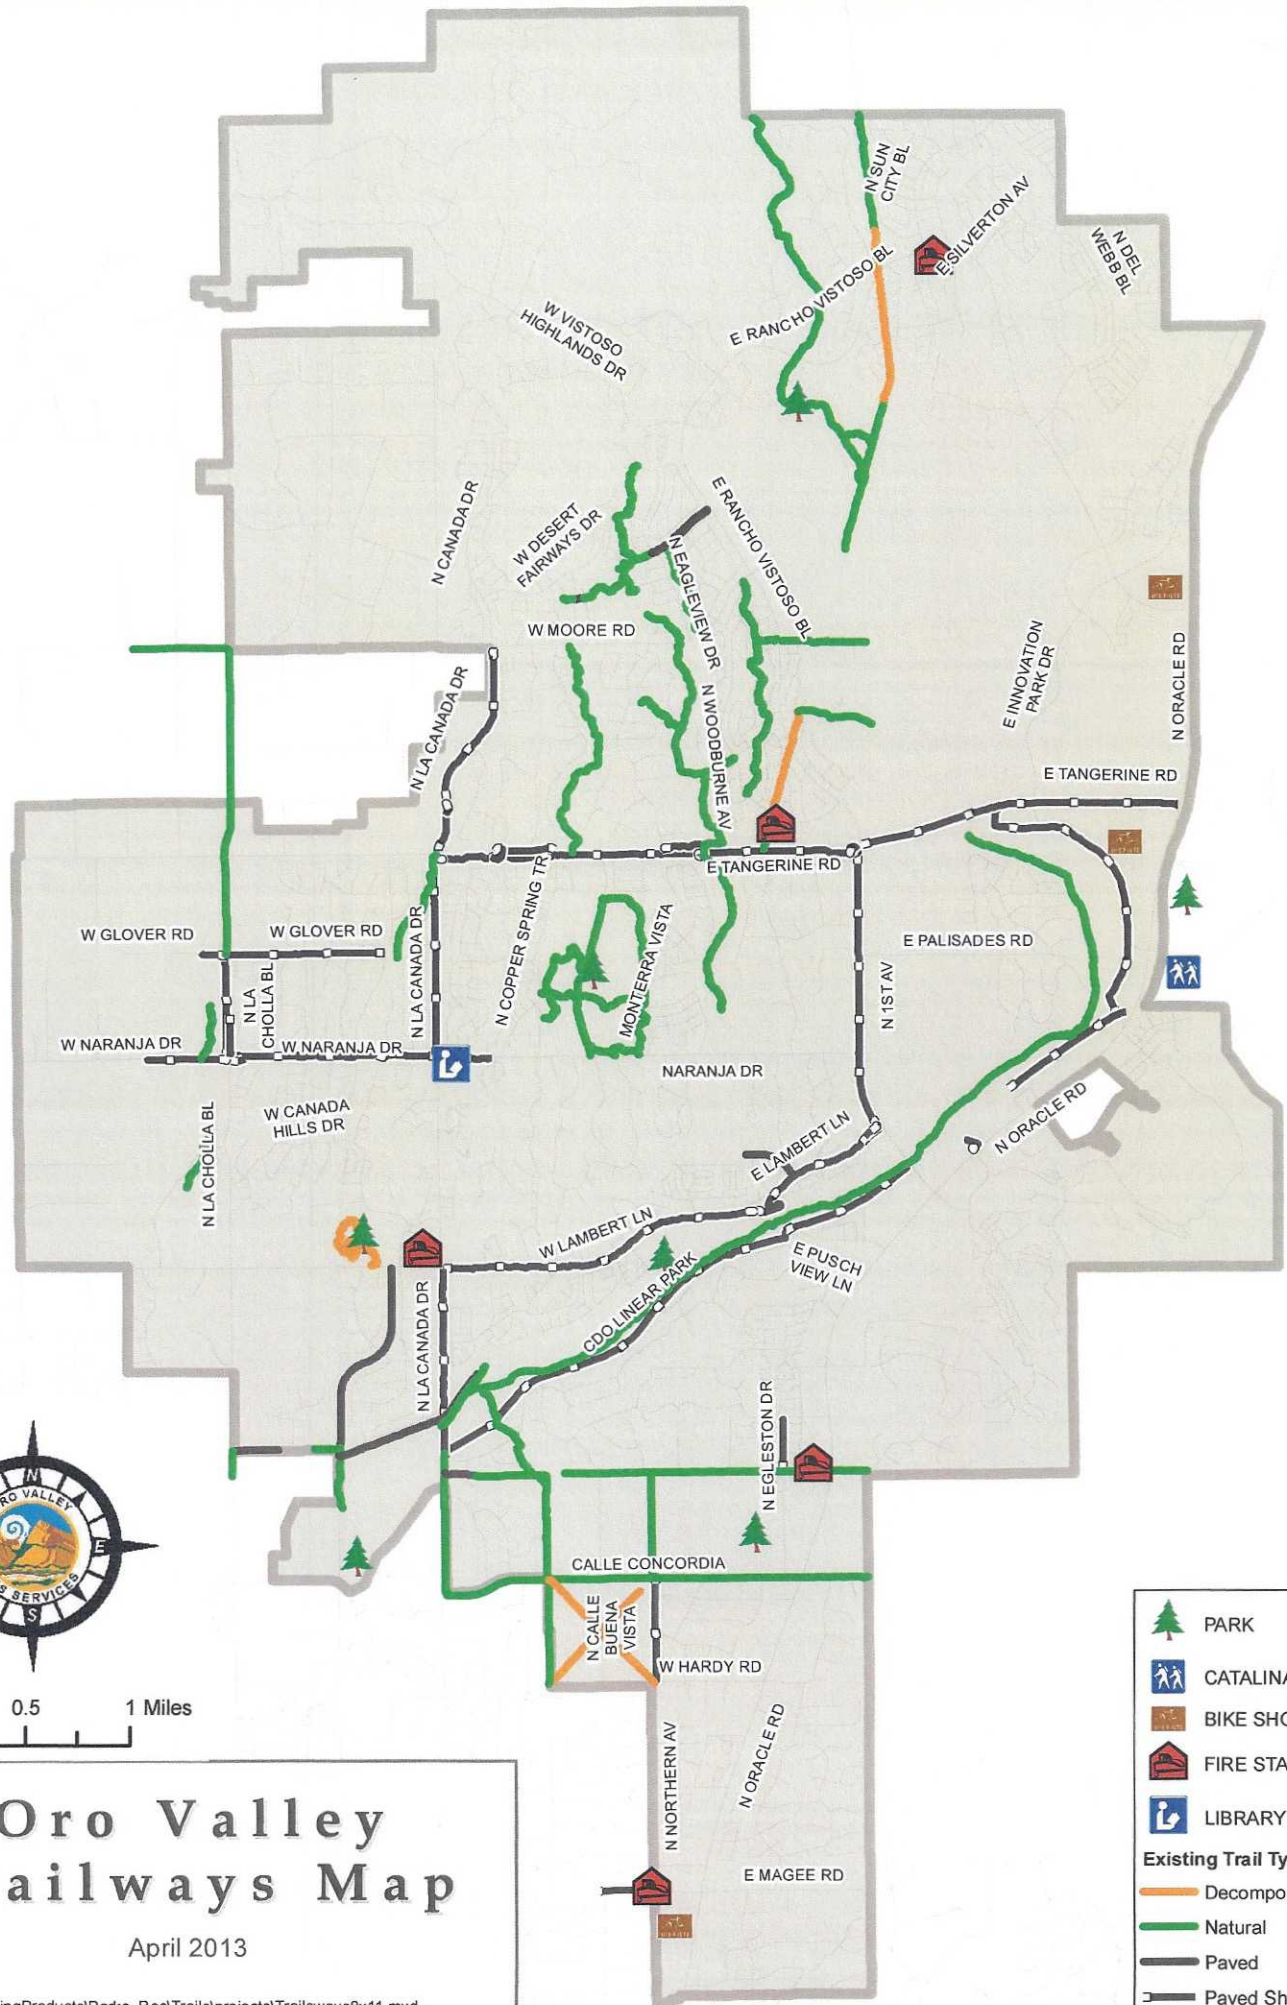 N SUN
CITY BL
E SILVERTON AV
N DEL
WEBB BL
E RANCHO VISTOSO BL
W VISTOSO
HIGHLANDS DR
N CANADA DR
W DESERT
FAIRWAYS DR
E RANCHO VISTOSO BL
N EAGLEVIEW DR
W MOORE RD
E INNOVATION
PARK DR
N ORACLE RD
N LA CANADA DR
N WOODBURNE AV
E TANGERINE RD
E TANGERINE RD
N COPPER SPRING TR
W GLOVER RD
W GLOVER RD
N LA CANADA DR
MONTERRA VISTA
E PALISADES RD
N 1ST AV
N LA
CHOLLA BL
W NARANJA DR
W NARANJA DR
NARANJA DR
W CANADA
HILLS DR
N LA CHOLLA BL
E LAMBERT LN
N ORACLE RD
W LAMBERT LN
E PUSCH
VIEW LN
CDO LINEAR PARK
N LA CANADA DR
N EGLESTON DR
CALLE CONCORDIA
N CALLE
BUENA
VISTA
W HARDY RD
N NORTHERN AV
N ORACLE RD
E MAGEE RD
N
RO VALLEY
E
S SERVICES
S
0.5 1 Miles
Oro Valley
ailways Map
April 2013
PARK
CATALINA
BIKE SHO
FIRE STA
LIBRARY
Existing Trail Ty
Decompo
Natural
Paved
Paved Sh